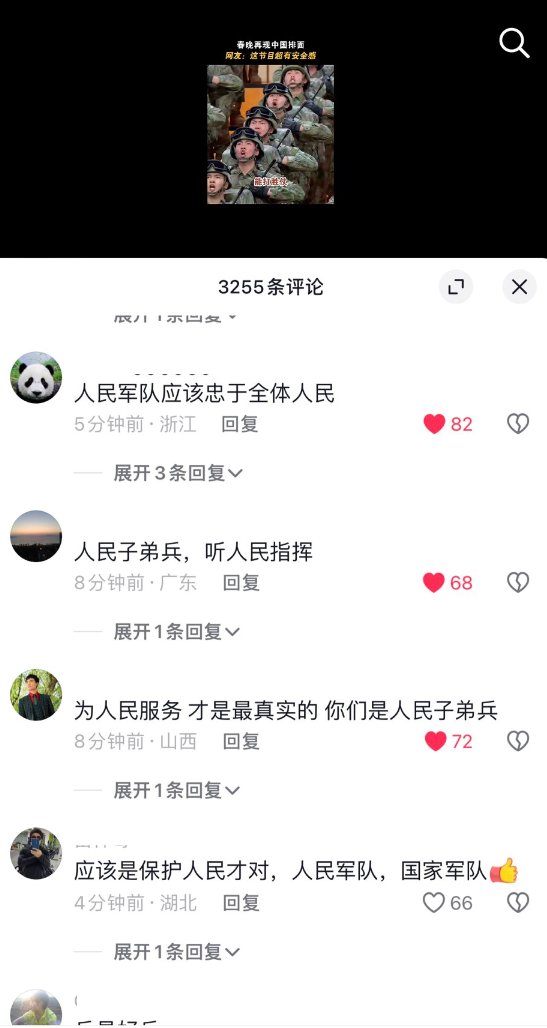 春晚再现中国排面
网友：这节目超有安全感
能打胜仗
3255条评论
展开1条回复
人民军队应该忠于全体人民
5分钟前·浙江 回复 82
展开3条回复
人民子弟兵，听人民指挥
8分钟前·广东 回复 68
展开1条回复
为人民服务 才是最真实的 你们是人民子弟兵
8分钟前·山西 回复 72
展开1条回复
应该是保护人民才对，人民军队，国家军队👍
4分钟前·湖北 回复 66
展开1条回复